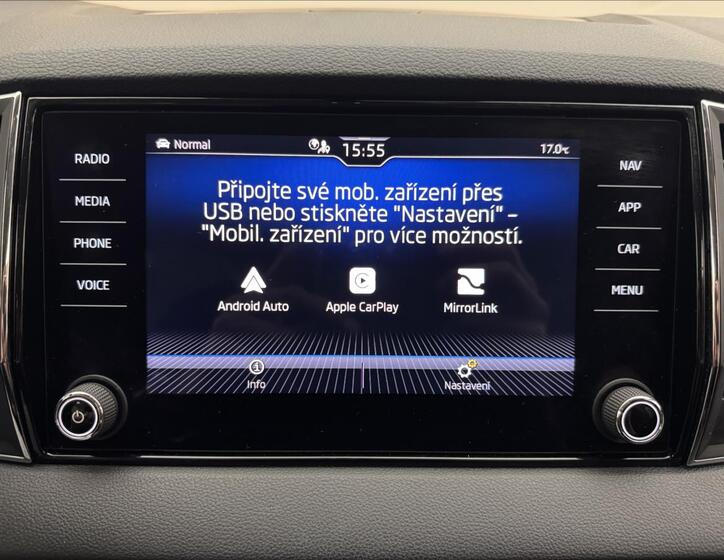 Normal
15:55
17.0°C
RADIO
MEDIA
PHONE
VOICE
Připojte své mob. zařízení přes
USB nebo stiskněte "Nastavení" –
"Mobil. zařízení" pro více možností.
Android Auto
Apple CarPlay
MirrorLink
Info
Nastavení
NAV
APP
CAR
MENU